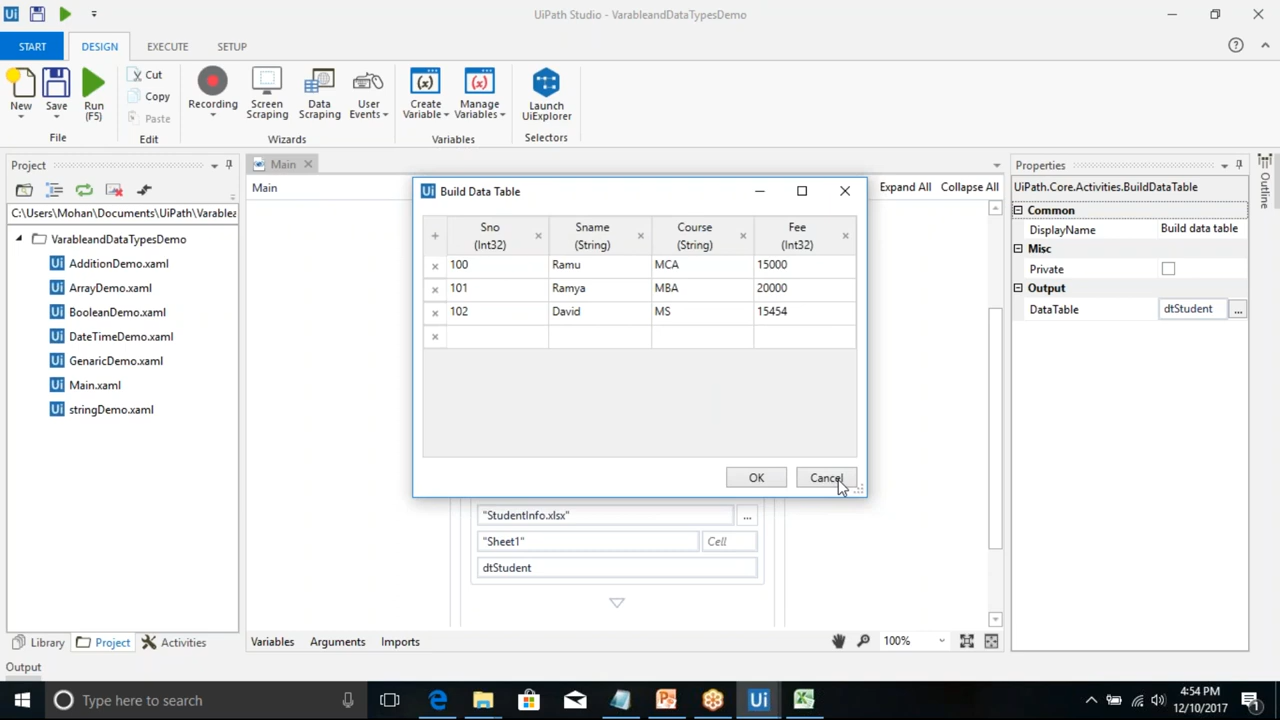 UiPath Studio - VarableandDataTypesDemo
START DESIGN EXECUTE SETUP
New Save Run (F5) Cut Copy Paste
Recording Screen Scraping Data Scraping User Events
Create Variable Manage Variables Launch UiExplorer
File Edit Wizards Variables Selectors
Project
C:\Users\Mohan\Documents\UiPath\Varablea
VarableandDataTypesDemo
AdditionDemo.xaml
ArrayDemo.xaml
BooleanDemo.xaml
DateTimeDemo.xaml
GenaricDemo.xaml
Main.xaml
stringDemo.xaml
Library Project Activities
Output
Main
Main Expand All Collapse All
Ui Build Data Table
Sno (Int32) Sname (String) Course (String) Fee (Int32)
100 Ramu MCA 15000
101 Ramya MBA 20000
102 David MS 15454
OK Cancel
"StudentInfo.xlsx" ...
"Sheet1" Cell
dtStudent
Variables Arguments Imports 100%
Properties
UiPath.Core.Activities.BuildDataTable
Common
DisplayName Build data table
Misc
Private
Output
DataTable dtStudent ...
Outline
Type here to search
4:54 PM
12/10/2017